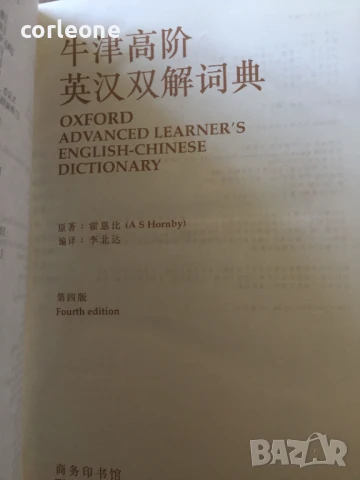 corleone
牛津高阶
英汉双解词典
OXFORD
ADVANCED LEARNER'S
ENGLISH-CHINESE
DICTIONARY
原著：霍恩比 (A S Hornby)
编译：李北达
第四版
Fourth edition
商务印书馆
BAZAR